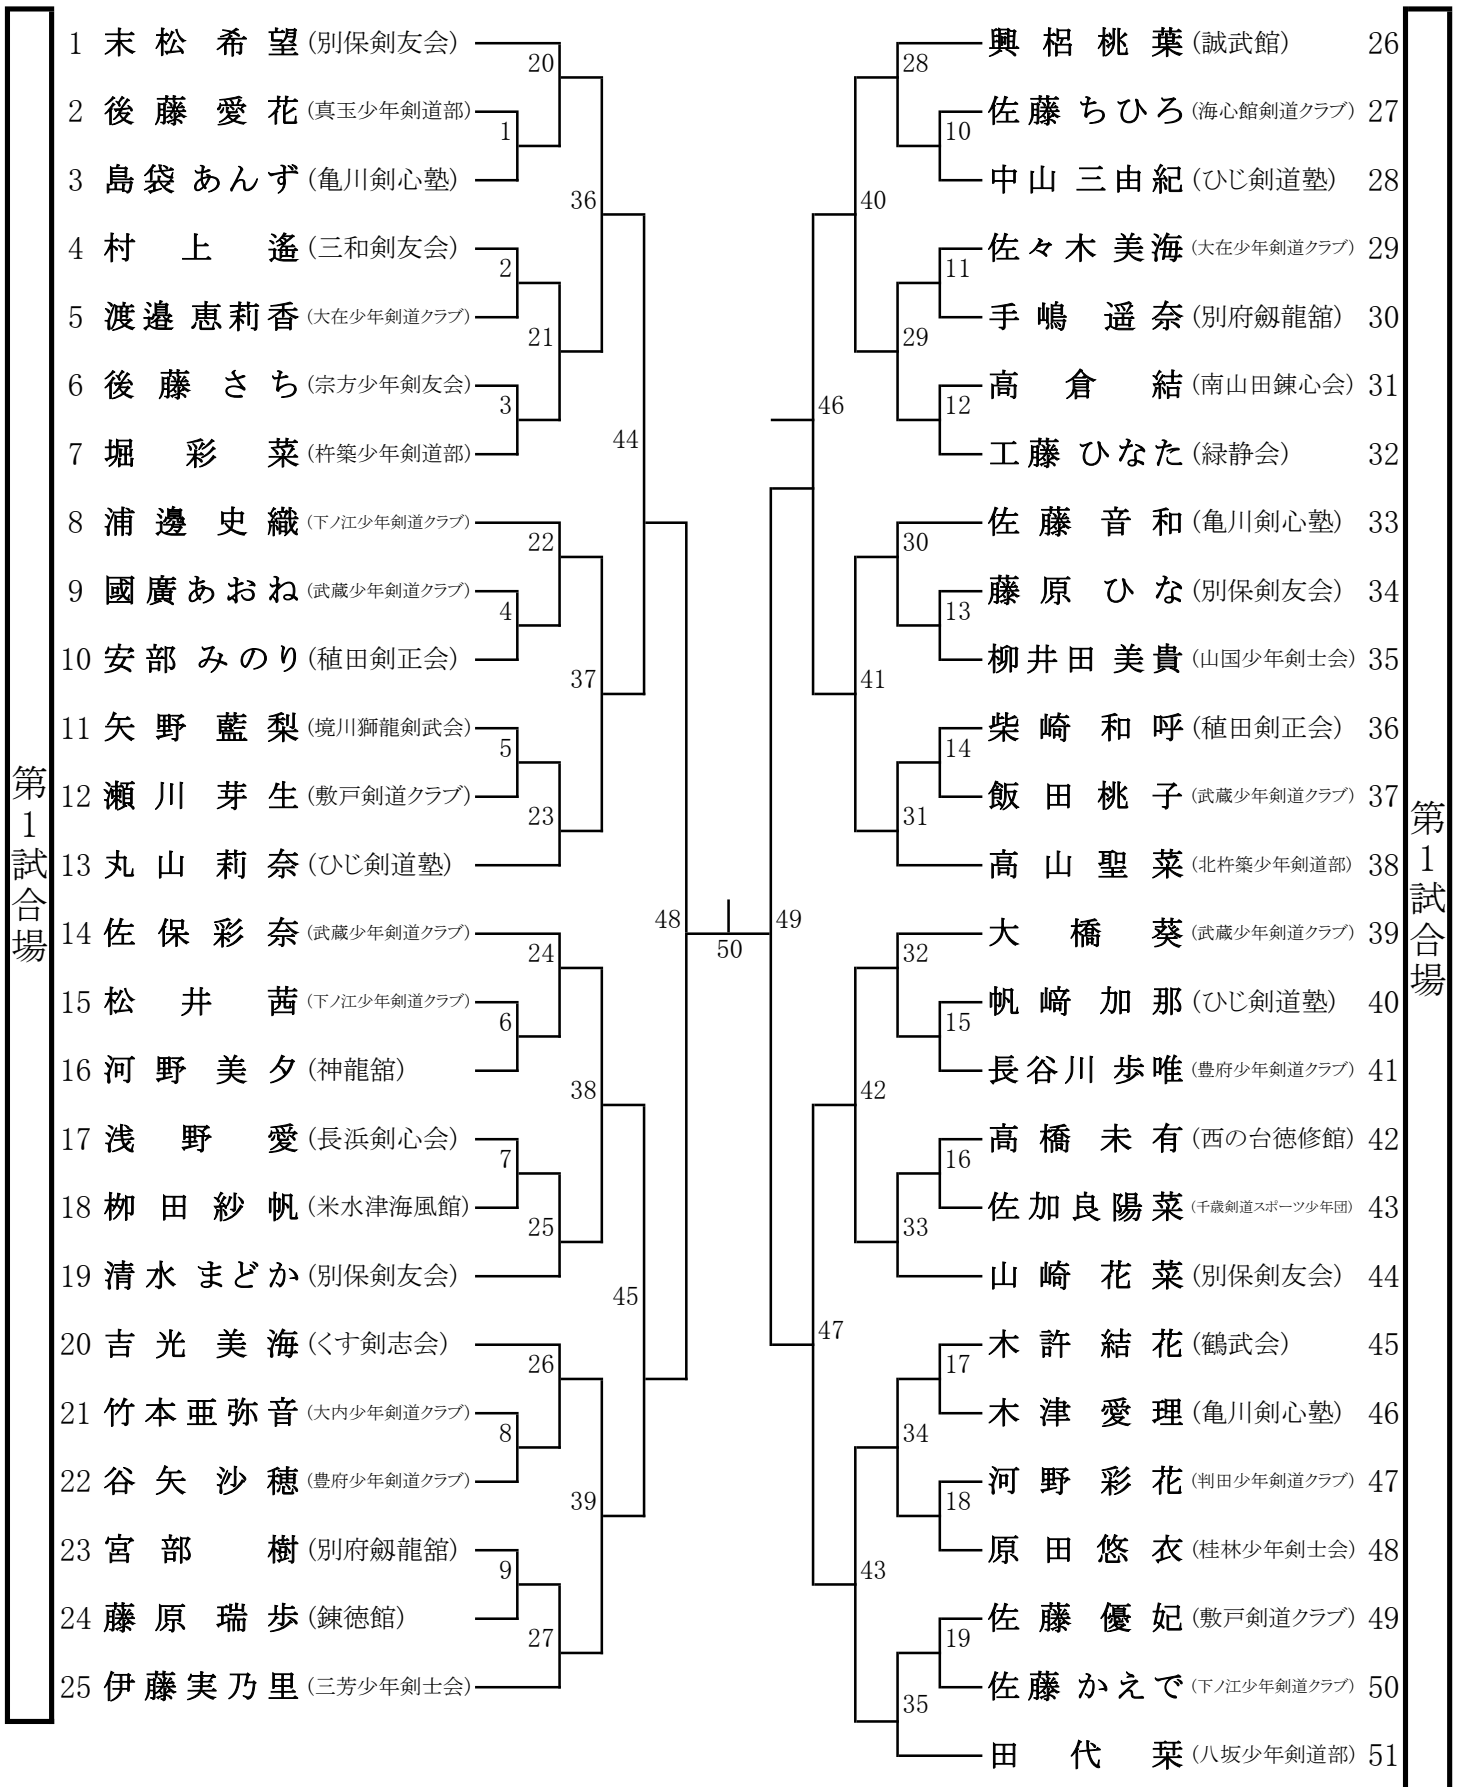 第1試合場
1 末松希望 (別保剣友会)
2 後藤愛花 (真玉少年剣道部)
3 島袋あんず (亀川剣心塾)
4 村上遙 (三和剣友会)
5 渡邉恵莉香 (大在少年剣道クラブ)
6 後藤さち (宗方少年剣友会)
7 堀彩菜 (杵築少年剣道部)
8 浦邊史織 (下ノ江少年剣道クラブ)
9 國廣あおね (武蔵少年剣道クラブ)
10 安部みのり (稙田剣正会)
11 矢野藍梨 (境川獅龍剣武会)
12 瀬川芽生 (敷戸剣道クラブ)
13 丸山莉奈 (ひじ剣道塾)
14 佐保彩奈 (武蔵少年剣道クラブ)
15 松井茜 (下ノ江少年剣道クラブ)
16 河野美夕 (神龍舘)
17 浅野愛 (長浜剣心会)
18 栁田紗帆 (米水津海風館)
19 清水まどか (別保剣友会)
20 吉光美海 (くす剣志会)
21 竹本亜弥音 (大内少年剣道クラブ)
22 谷矢沙穂 (豊府少年剣道クラブ)
23 宮部樹 (別府劔龍舘)
24 藤原瑞歩 (錬徳館)
25 伊藤実乃里 (三芳少年剣士会)
20
1
36
2
21
3
44
22
4
37
5
23
48
24
6
38
7
25
45
26
8
39
9
27
50
49
28
10
40
11
29
12
46
30
13
41
14
31
32
15
42
16
33
47
17
34
18
43
19
35
興梠桃葉 (誠武館) 26
佐藤ちひろ (海心館剣道クラブ) 27
中山三由紀 (ひじ剣道塾) 28
佐々木美海 (大在少年剣道クラブ) 29
手嶋遥奈 (別府劔龍舘) 30
高倉結 (南山田錬心会) 31
工藤ひなた (緑静会) 32
佐藤音和 (亀川剣心塾) 33
藤原ひな (別保剣友会) 34
柳井田美貴 (山国少年剣士会) 35
柴崎和呼 (稙田剣正会) 36
飯田桃子 (武蔵少年剣道クラブ) 37
高山聖菜 (北杵築少年剣道部) 38
大橋葵 (武蔵少年剣道クラブ) 39
帆﨑加那 (ひじ剣道塾) 40
長谷川歩唯 (豊府少年剣道クラブ) 41
高橋未有 (西の台徳修館) 42
佐加良陽菜 (千歳剣道スポーツ少年団) 43
山崎花菜 (別保剣友会) 44
木許結花 (鶴武会) 45
木津愛理 (亀川剣心塾) 46
河野彩花 (判田少年剣道クラブ) 47
原田悠衣 (桂林少年剣士会) 48
佐藤優妃 (敷戸剣道クラブ) 49
佐藤かえで (下ノ江少年剣道クラブ) 50
田代栞 (八坂少年剣道部) 51
第1試合場